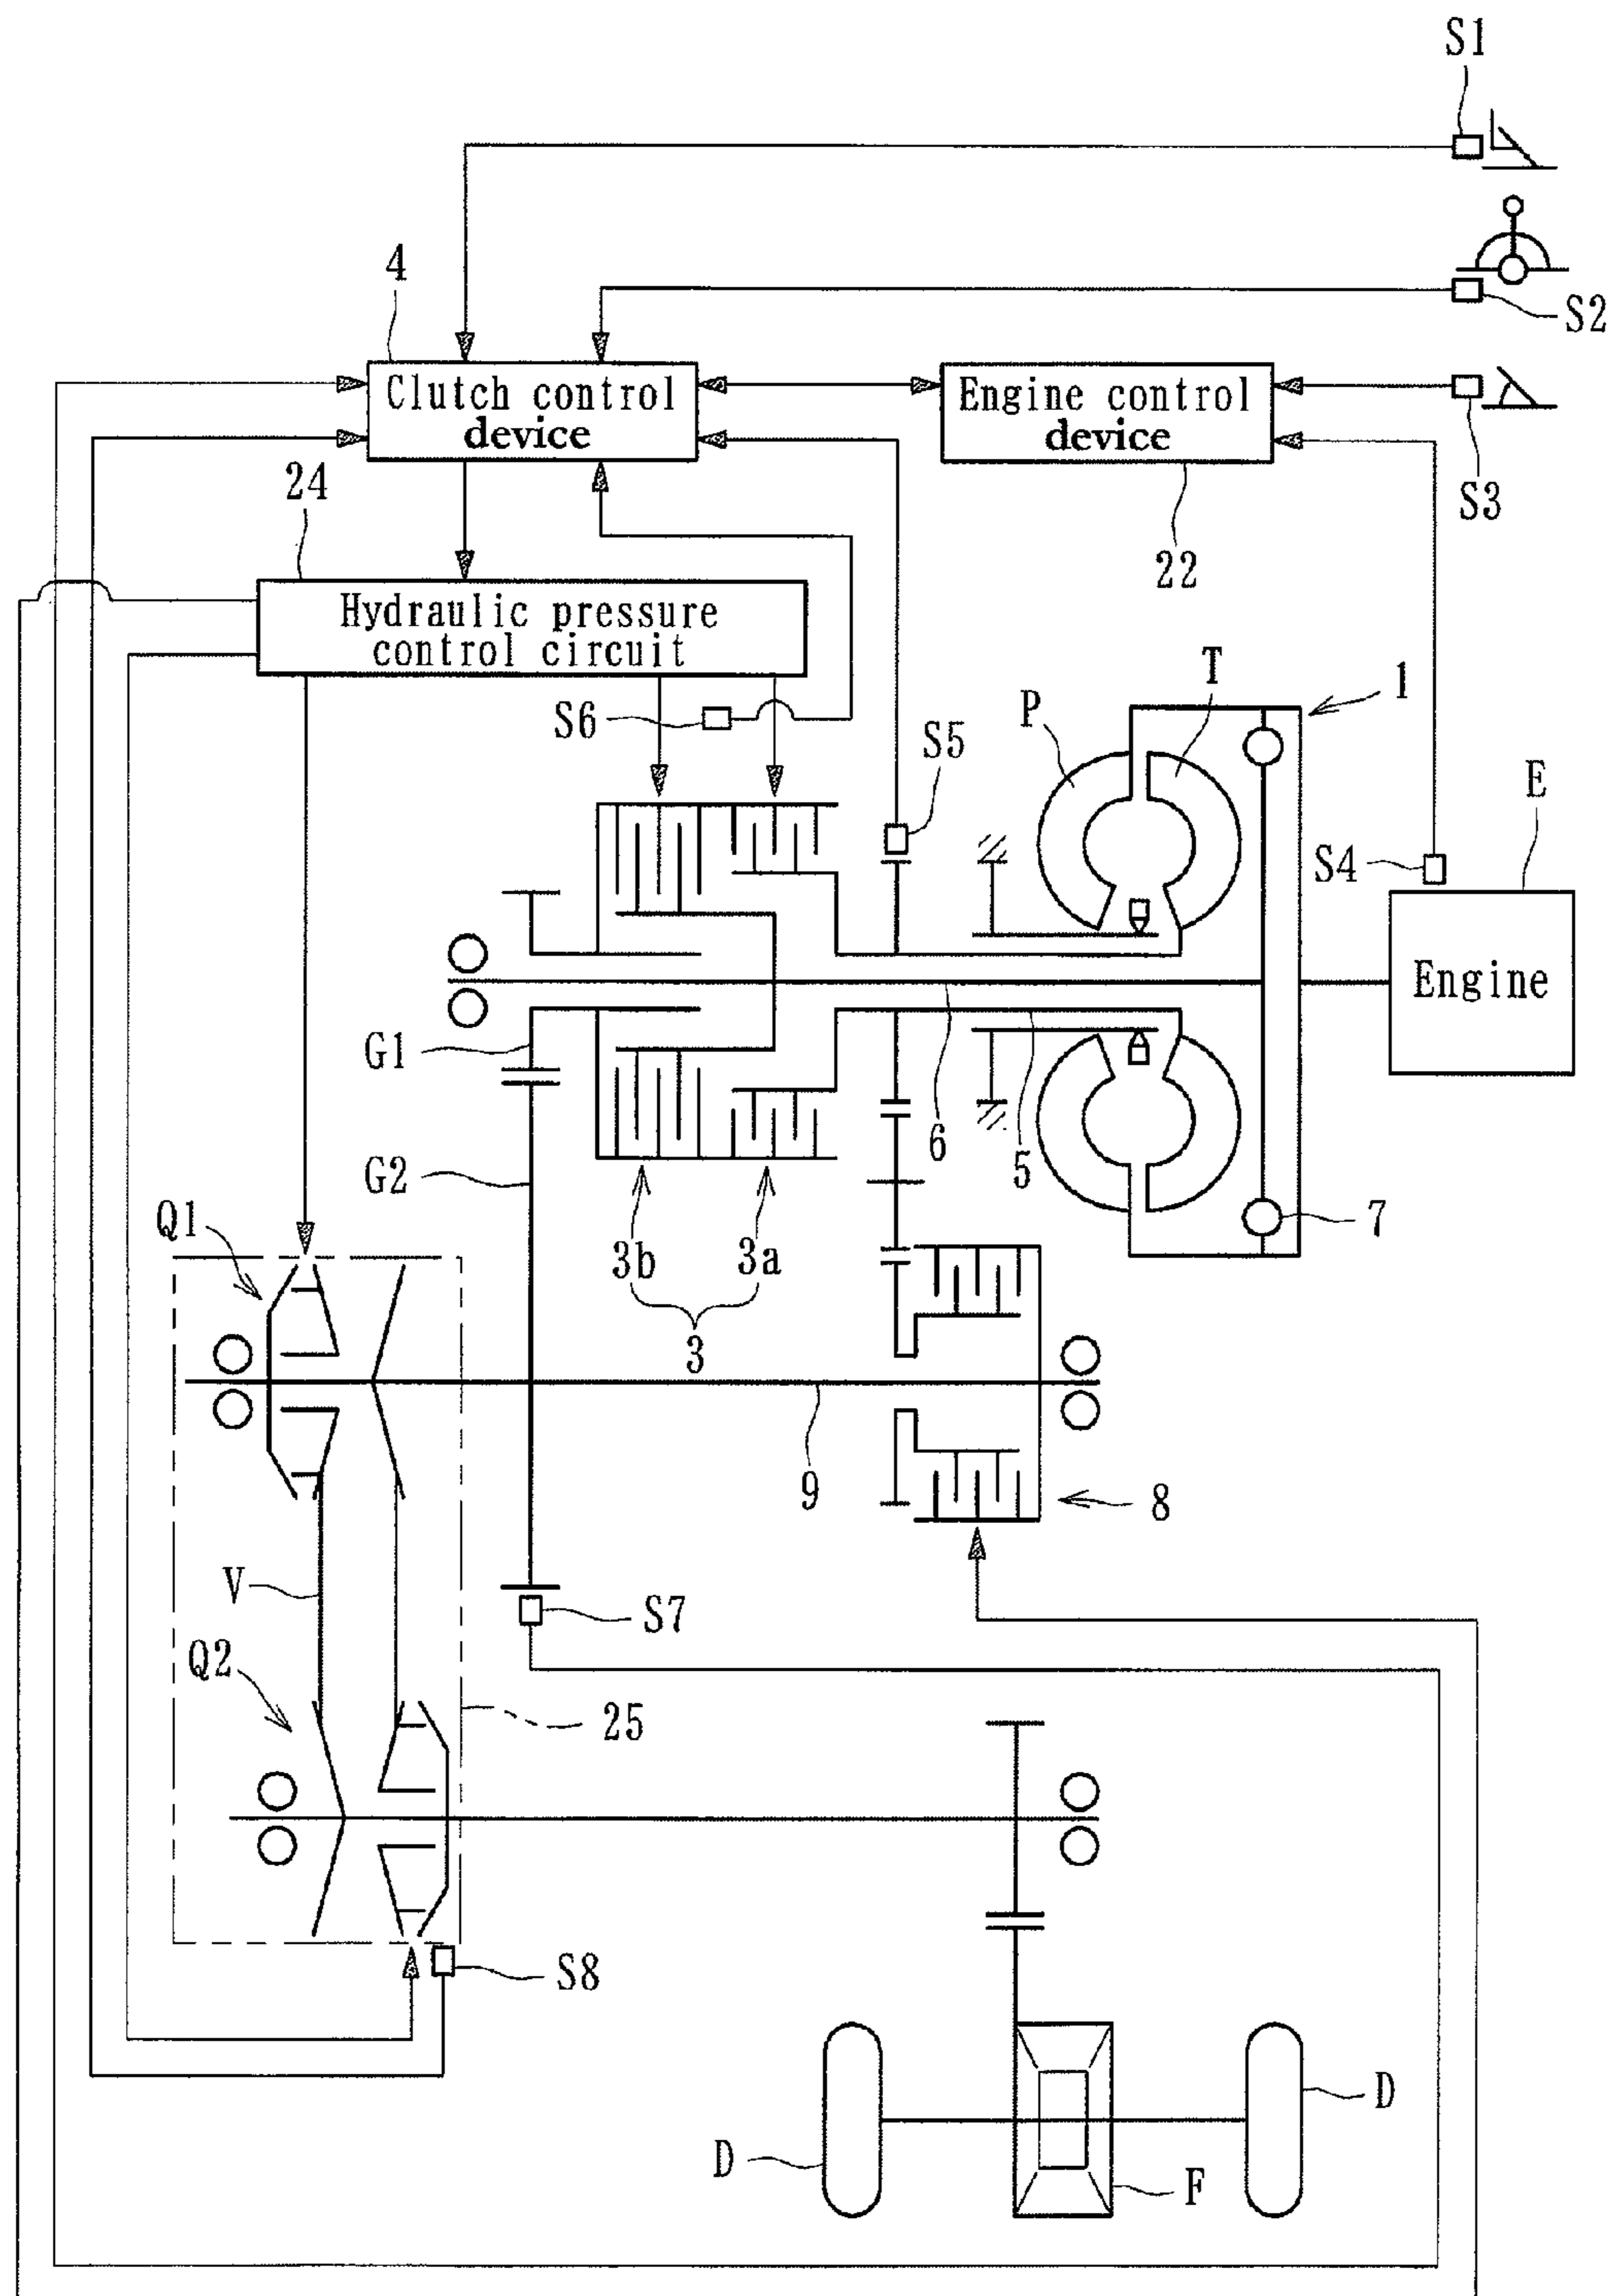 S1
4
S2
Clutch control
device
Engine control
device
S3
24
22
Hydraulic pressure
control circuit
S6
S5
P
T
1
S4
E
Engine
G1
6
5
G2
7
Q1
3b
3a
3
9
8
V
S7
Q2
25
S8
D
D
F